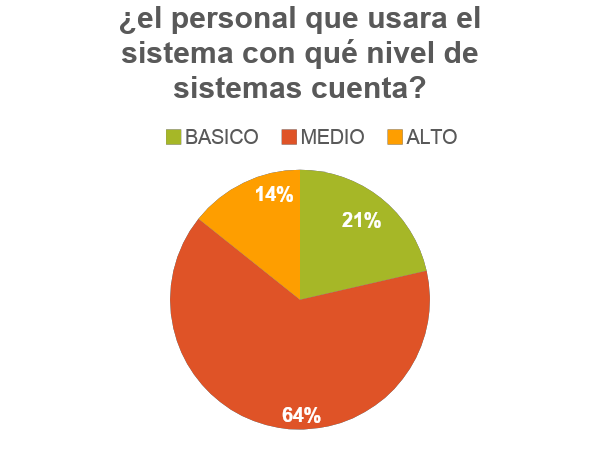 ¿el personal que usara el
sistema con qué nivel de
sistemas cuenta?
BASICO MEDIO ALTO
14%
21%
64%